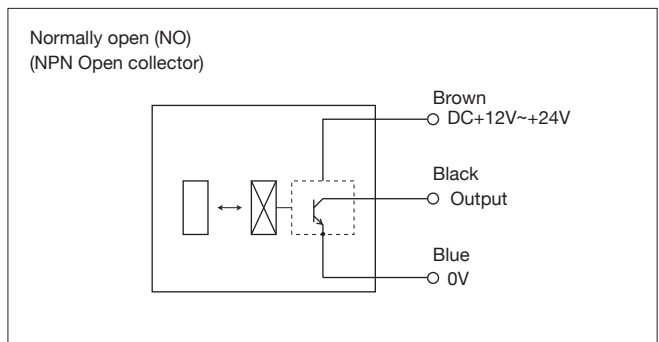 Normally open (NO)
(NPN Open collector)
Brown
DC+12V~+24V
Black
Output
Blue
0V